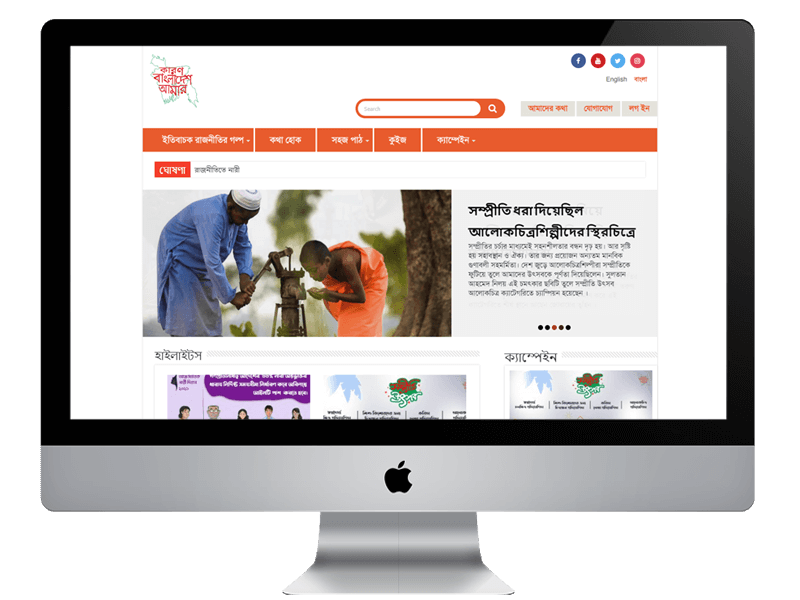 কারণ
বাংলাদেশ
আমার
English বাংলা
Search
আমাদের কথা যোগাযোগ লগ ইন
ইতিবাচক রাজনীতির গল্প কথা হোক সহজ পাঠ কুইজ ক্যাম্পেইন
ঘোষণা রাজনীতিতে নারী
সম্প্রীতি ধরা দিয়েছিল
আলোকচিত্রশিল্পীদের স্থিরচিত্রে
সম্প্রীতির চর্চার মাধ্যমেই সহনশীলতার বন্ধন দৃঢ় হয়। আর সৃষ্টি
হয় সহাবস্থান ও ঐক্য। তার জন্য প্রয়োজন অন্যতম মানবিক
গুণাবলী সহমর্মিতা। দেশ জুড়ে আলোকচিত্রশিল্পীরা সম্প্রীতিকে
ফুটিয়ে তুলে আমাদের উৎসবকে পূর্ণতা দিয়েছিলেন। সুলতান
আহমেদ নিলয় এই চমৎকার ছবিটি তুলে সম্প্রীতি উৎসব
আলোকচিত্র ক্যাটেগরিতে চ্যাম্পিয়ন হয়েছেন ।
হাইলাইটস
ক্যাম্পেইন